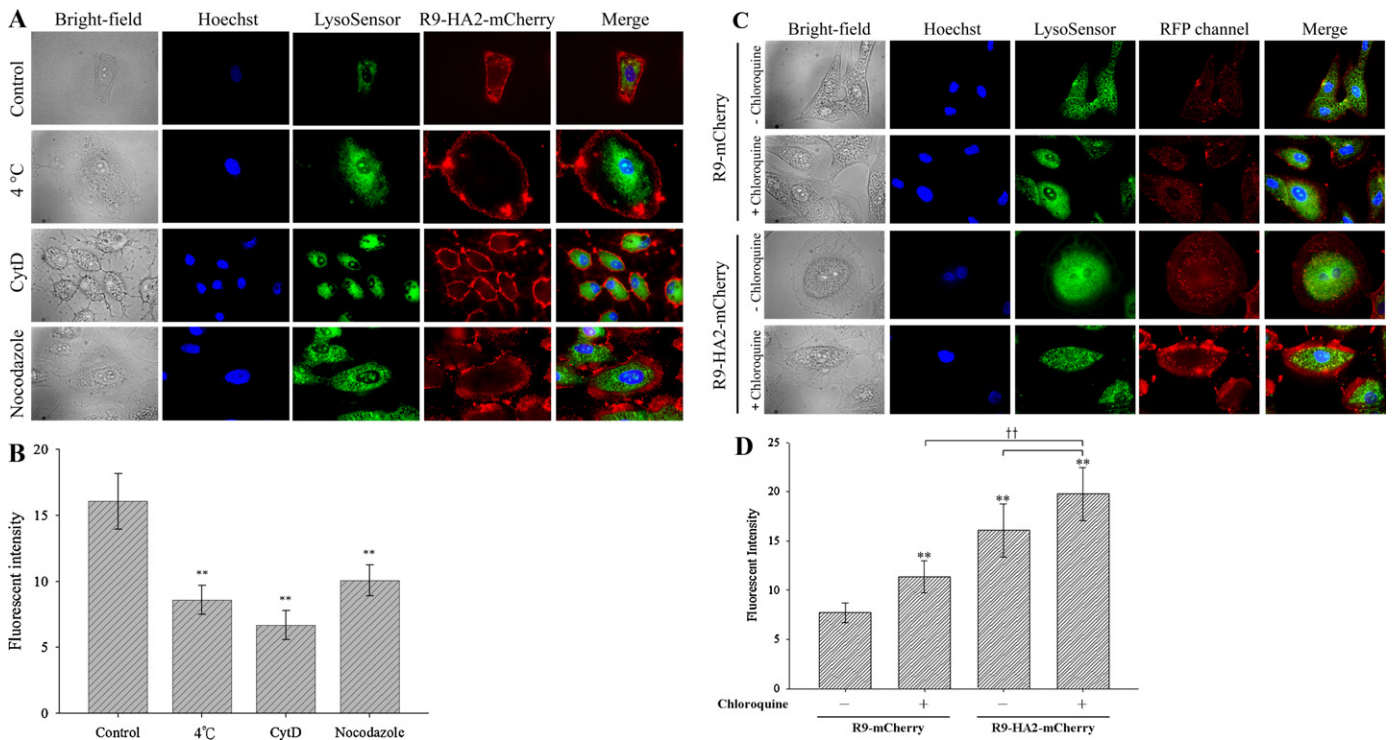 A
Bright-field Hoechst LysoSensor R9-HA2-mCherry Merge
Control
4 °C
CytD
Nocodazole
B
Fluorescent intensity
20
15
10
5
0
Control 4℃ CytD Nocodazole
**
**
**
C
Bright-field Hoechst LysoSensor RFP channel Merge
R9-mCherry
- Chloroquine
+ Chloroquine
R9-HA2-mCherry
- Chloroquine
+ Chloroquine
D
Fluorescent Intensity
25
20
15
10
5
0
††
**
**
**
Chloroquine − + − +
R9-mCherry R9-HA2-mCherry